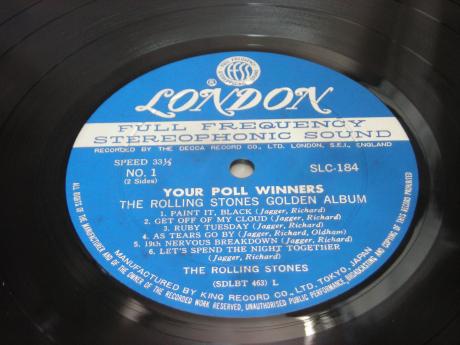 FULL FREQUENCY
ffss
® LONDON
FULL FREQUENCY
STEREOPHONIC SOUND
RECORDED BY THE DECCA RECORD CO., LTD. LONDON, S.E.I., ENGLAND
SPEED 33⅓
NO. 1
(2 Sides)
SLC-184
YOUR POLL WINNERS
THE ROLLING STONES GOLDEN ALBUM
1. PAINT IT, BLACK (Jagger, Richard)
2. GET OFF OF MY CLOUD (Jagger, Richard)
3. RUBY TUESDAY (Jagger, Richard)
4. AS TEARS GO BY (Jagger, Richard, Oldham)
5. 19th NERVOUS BREAKDOWN (Jagger, Richard)
6. LET'S SPEND THE NIGHT TOGETHER
(Jagger, Richard)
THE ROLLING STONES
(SDLBT 463) L
MANUFACTURED BY KING RECORD CO., LTD. TOKYO, JAPAN
ALL RIGHTS OF THE MANUFACTURER AND OF THE OWNER OF THE RECORDED WORK RESERVED, UNAUTHORISED PUBLIC PERFORMANCE, BROADCASTING AND COPYING OF THIS RECORD PROHIBITED